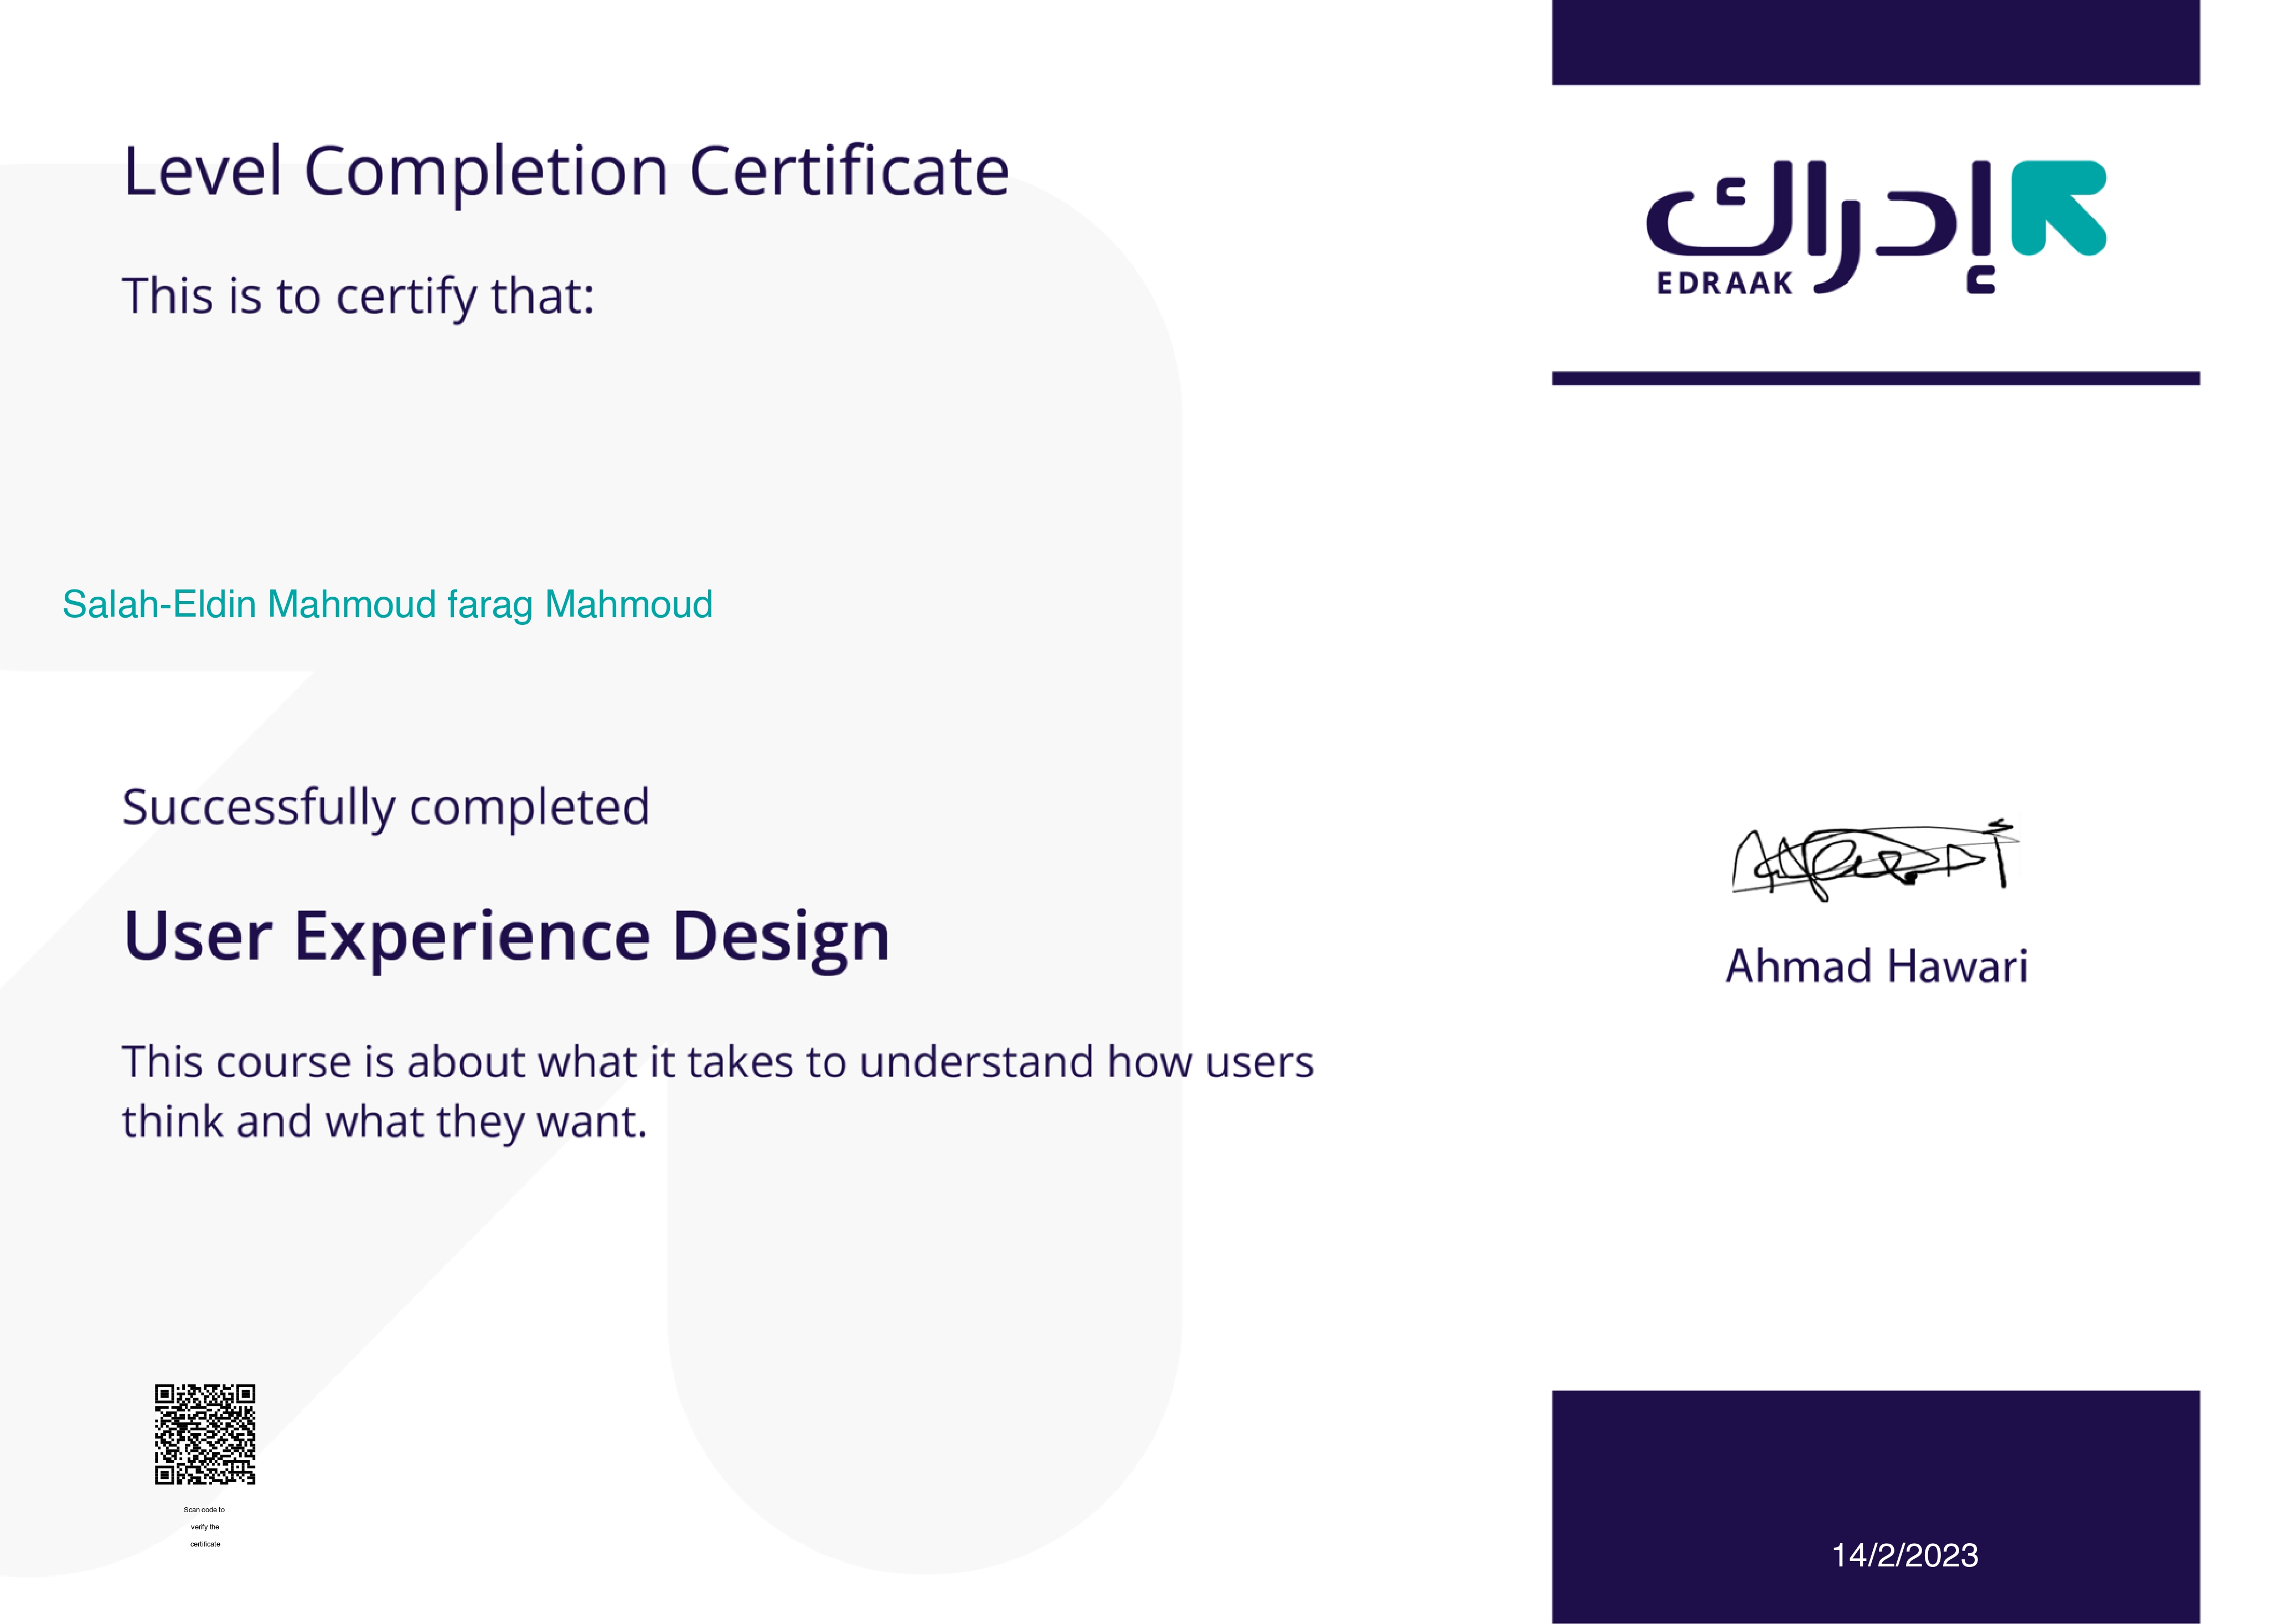 Level Completion Certificate
This is to certify that:
Salah-Eldin Mahmoud farag Mahmoud
Successfully completed
User Experience Design
This course is about what it takes to understand how users
think and what they want.
Scan code to
verify the
certificate
إدراك
EDRAAK
Ahmad Hawari
14/2/2023